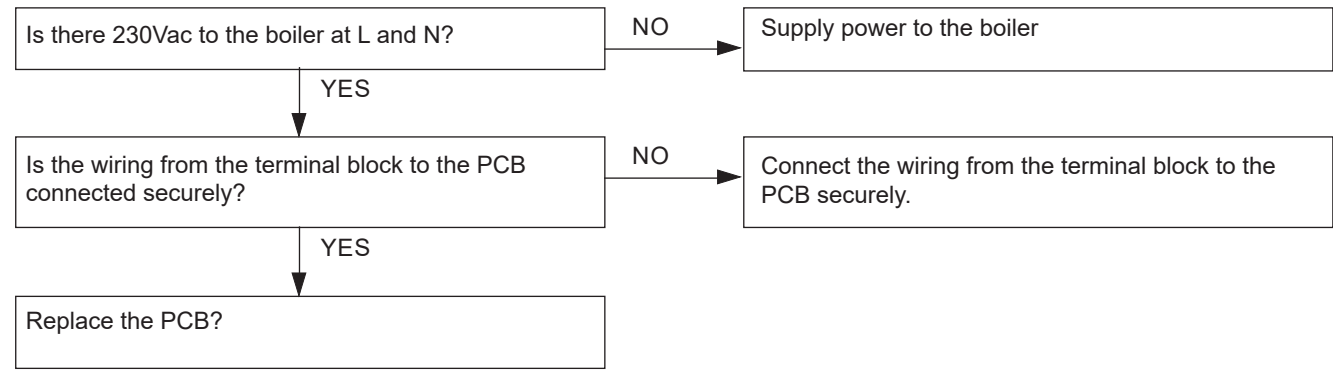 Is there 230Vac to the boiler at L and N?
NO
Supply power to the boiler
YES
Is the wiring from the terminal block to the PCB
connected securely?
NO
Connect the wiring from the terminal block to the
PCB securely.
YES
Replace the PCB?